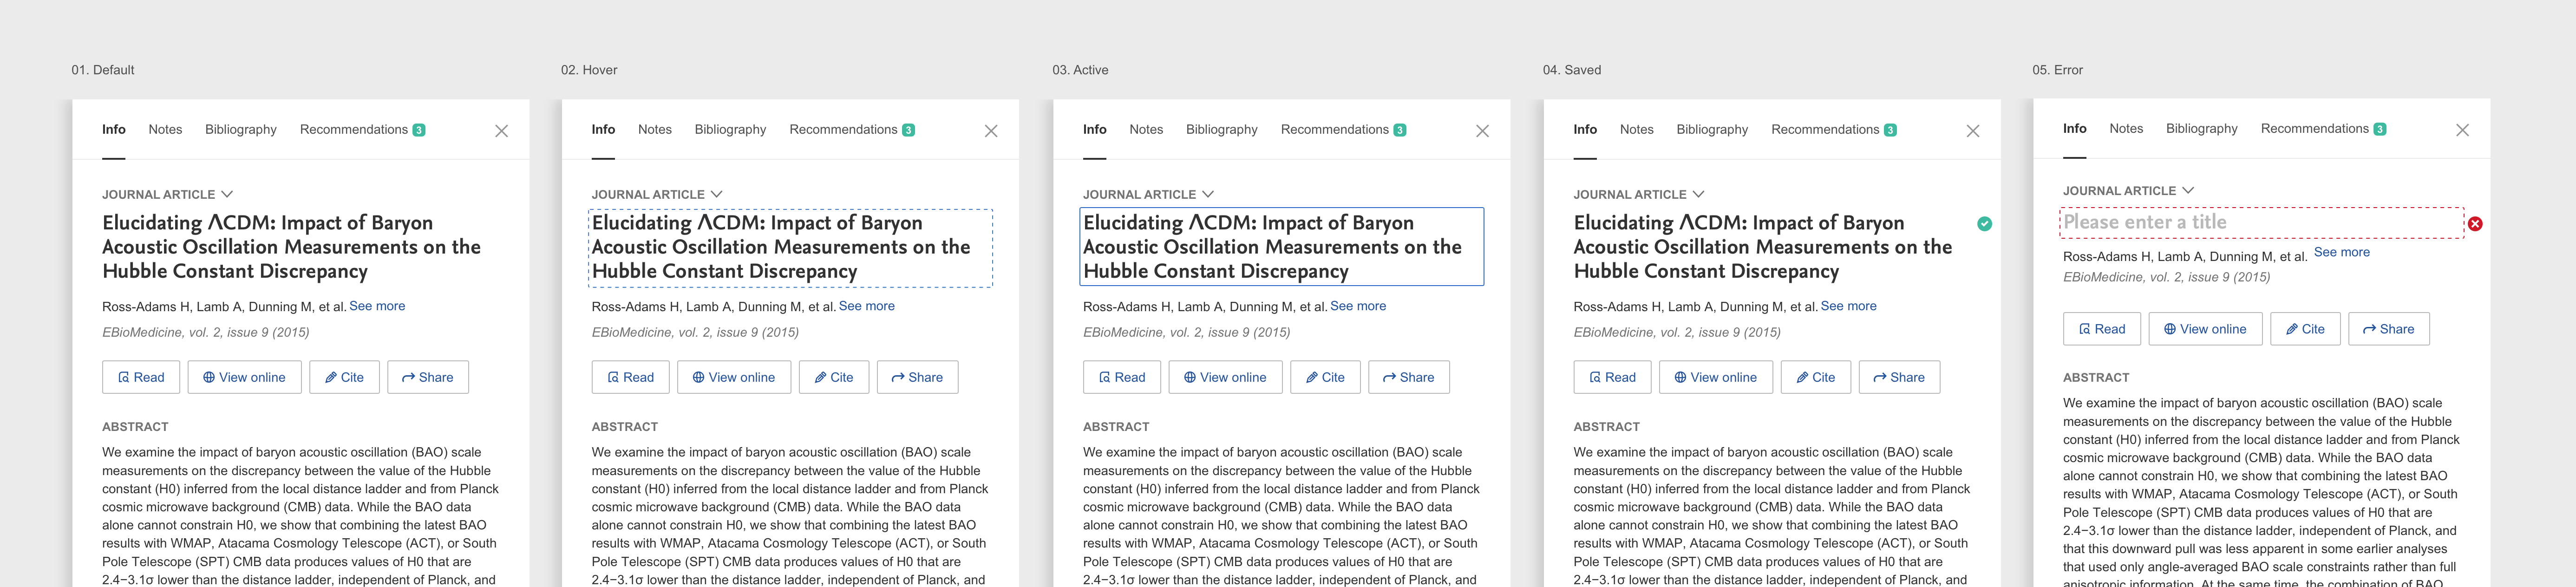 01. Default
Info Notes Bibliography Recommendations 3
JOURNAL ARTICLE
Elucidating ΛCDM: Impact of Baryon
Acoustic Oscillation Measurements on the
Hubble Constant Discrepancy
Ross-Adams H, Lamb A, Dunning M, et al. See more
EBioMedicine, vol. 2, issue 9 (2015)
Read View online Cite Share
ABSTRACT
We examine the impact of baryon acoustic oscillation (BAO) scale
measurements on the discrepancy between the value of the Hubble
constant (H0) inferred from the local distance ladder and from Planck
cosmic microwave background (CMB) data. While the BAO data
alone cannot constrain H0, we show that combining the latest BAO
results with WMAP, Atacama Cosmology Telescope (ACT), or South
Pole Telescope (SPT) CMB data produces values of H0 that are
2.4−3.1σ lower than the distance ladder, independent of Planck, and
02. Hover
Info Notes Bibliography Recommendations 3
JOURNAL ARTICLE
Elucidating ΛCDM: Impact of Baryon
Acoustic Oscillation Measurements on the
Hubble Constant Discrepancy
Ross-Adams H, Lamb A, Dunning M, et al. See more
EBioMedicine, vol. 2, issue 9 (2015)
Read View online Cite Share
ABSTRACT
We examine the impact of baryon acoustic oscillation (BAO) scale
measurements on the discrepancy between the value of the Hubble
constant (H0) inferred from the local distance ladder and from Planck
cosmic microwave background (CMB) data. While the BAO data
alone cannot constrain H0, we show that combining the latest BAO
results with WMAP, Atacama Cosmology Telescope (ACT), or South
Pole Telescope (SPT) CMB data produces values of H0 that are
2.4−3.1σ lower than the distance ladder, independent of Planck, and
03. Active
Info Notes Bibliography Recommendations 3
JOURNAL ARTICLE
Elucidating ΛCDM: Impact of Baryon
Acoustic Oscillation Measurements on the
Hubble Constant Discrepancy
Ross-Adams H, Lamb A, Dunning M, et al. See more
EBioMedicine, vol. 2, issue 9 (2015)
Read View online Cite Share
ABSTRACT
We examine the impact of baryon acoustic oscillation (BAO) scale
measurements on the discrepancy between the value of the Hubble
constant (H0) inferred from the local distance ladder and from Planck
cosmic microwave background (CMB) data. While the BAO data
alone cannot constrain H0, we show that combining the latest BAO
results with WMAP, Atacama Cosmology Telescope (ACT), or South
Pole Telescope (SPT) CMB data produces values of H0 that are
2.4−3.1σ lower than the distance ladder, independent of Planck, and
04. Saved
Info Notes Bibliography Recommendations 3
JOURNAL ARTICLE
Elucidating ΛCDM: Impact of Baryon
Acoustic Oscillation Measurements on the
Hubble Constant Discrepancy
Ross-Adams H, Lamb A, Dunning M, et al. See more
EBioMedicine, vol. 2, issue 9 (2015)
Read View online Cite Share
ABSTRACT
We examine the impact of baryon acoustic oscillation (BAO) scale
measurements on the discrepancy between the value of the Hubble
constant (H0) inferred from the local distance ladder and from Planck
cosmic microwave background (CMB) data. While the BAO data
alone cannot constrain H0, we show that combining the latest BAO
results with WMAP, Atacama Cosmology Telescope (ACT), or South
Pole Telescope (SPT) CMB data produces values of H0 that are
2.4−3.1σ lower than the distance ladder, independent of Planck, and
05. Error
Info Notes Bibliography Recommendations 3
JOURNAL ARTICLE
Please enter a title
Ross-Adams H, Lamb A, Dunning M, et al. See more
EBioMedicine, vol. 2, issue 9 (2015)
Read View online Cite Share
ABSTRACT
We examine the impact of baryon acoustic oscillation (BAO) scale
measurements on the discrepancy between the value of the Hubble
constant (H0) inferred from the local distance ladder and from Planck
cosmic microwave background (CMB) data. While the BAO data
alone cannot constrain H0, we show that combining the latest BAO
results with WMAP, Atacama Cosmology Telescope (ACT), or South
Pole Telescope (SPT) CMB data produces values of H0 that are
2.4−3.1σ lower than the distance ladder, independent of Planck, and
that this downward pull was less apparent in some earlier analyses
that used only angle-averaged BAO scale constraints rather than full
anisotropic information. At the same time, the combination of BAO